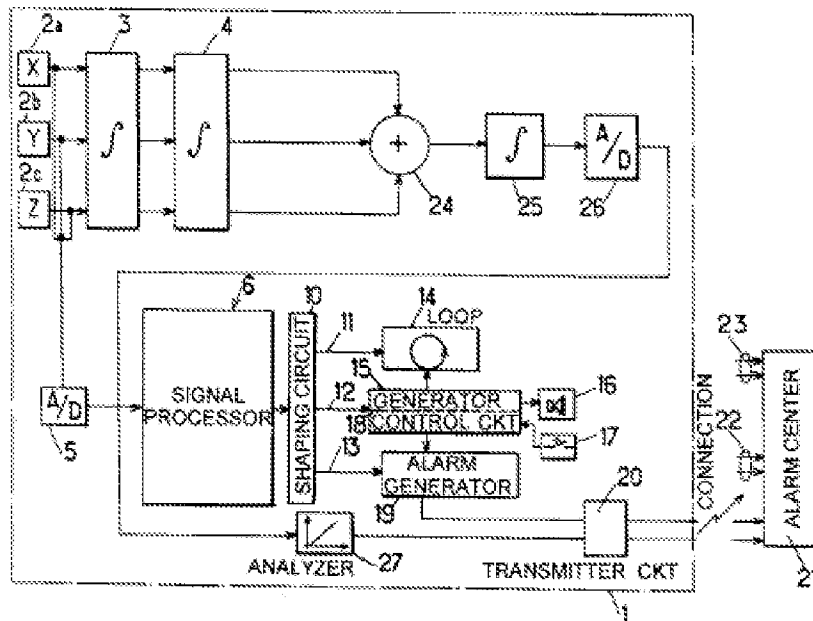 2a
3
4
X
2b
Y
2c
Z
∫
∫
+
24
∫
25
A/D
26
6
10
11
14
LOOP
23
A/D
5
SIGNAL PROCESSOR
SHAPING CIRCUIT
12
15
GENERATOR
16
18
CONTROL CKT
17
13
ALARM GENERATOR
19
20
CONNECTION
22
ALARM CENTER
ANALYZER
27
TRANSMITTER CKT
1